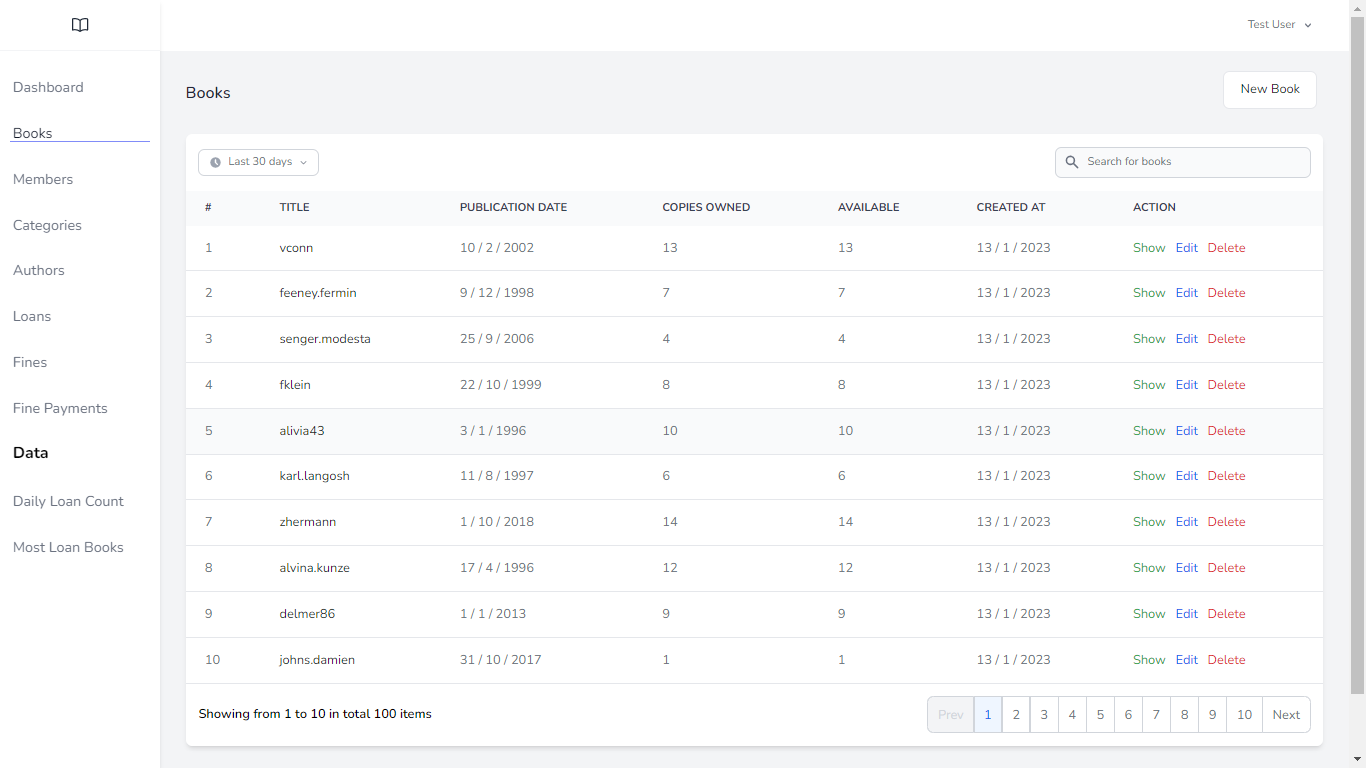 Test User
Dashboard
Books
Members
Categories
Authors
Loans
Fines
Fine Payments
Data
Daily Loan Count
Most Loan Books
Books
New Book
Last 30 days
Search for books
# TITLE PUBLICATION DATE COPIES OWNED AVAILABLE CREATED AT ACTION
1 vconn 10 / 2 / 2002 13 13 13 / 1 / 2023 Show Edit Delete
2 feeney.fermin 9 / 12 / 1998 7 7 13 / 1 / 2023 Show Edit Delete
3 senger.modesta 25 / 9 / 2006 4 4 13 / 1 / 2023 Show Edit Delete
4 fklein 22 / 10 / 1999 8 8 13 / 1 / 2023 Show Edit Delete
5 alivia43 3 / 1 / 1996 10 10 13 / 1 / 2023 Show Edit Delete
6 karl.langosh 11 / 8 / 1997 6 6 13 / 1 / 2023 Show Edit Delete
7 zhermann 1 / 10 / 2018 14 14 13 / 1 / 2023 Show Edit Delete
8 alvina.kunze 17 / 4 / 1996 12 12 13 / 1 / 2023 Show Edit Delete
9 delmer86 1 / 1 / 2013 9 9 13 / 1 / 2023 Show Edit Delete
10 johns.damien 31 / 10 / 2017 1 1 13 / 1 / 2023 Show Edit Delete
Showing from 1 to 10 in total 100 items
Prev 1 2 3 4 5 6 7 8 9 10 Next